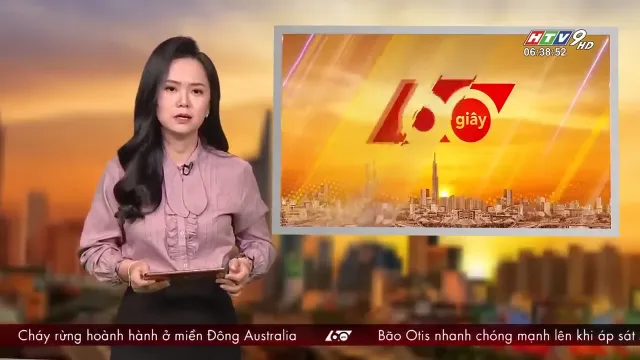 HTV9 HD
06:38:52
60 giây
Cháy rừng hoành hành ở miền Đông Australia 60 Bão Otis nhanh chóng mạnh lên khi áp sát